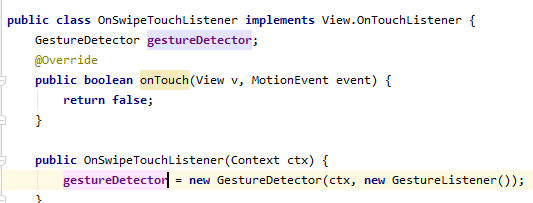 public class OnSwipeTouchListener implements View.OnTouchListener {
GestureDetector gestureDetector;
@Override
public boolean onTouch(View v, MotionEvent event) {
return false;
}
public OnSwipeTouchListener(Context ctx) {
gestureDetector = new GestureDetector(ctx, new GestureListener());
}